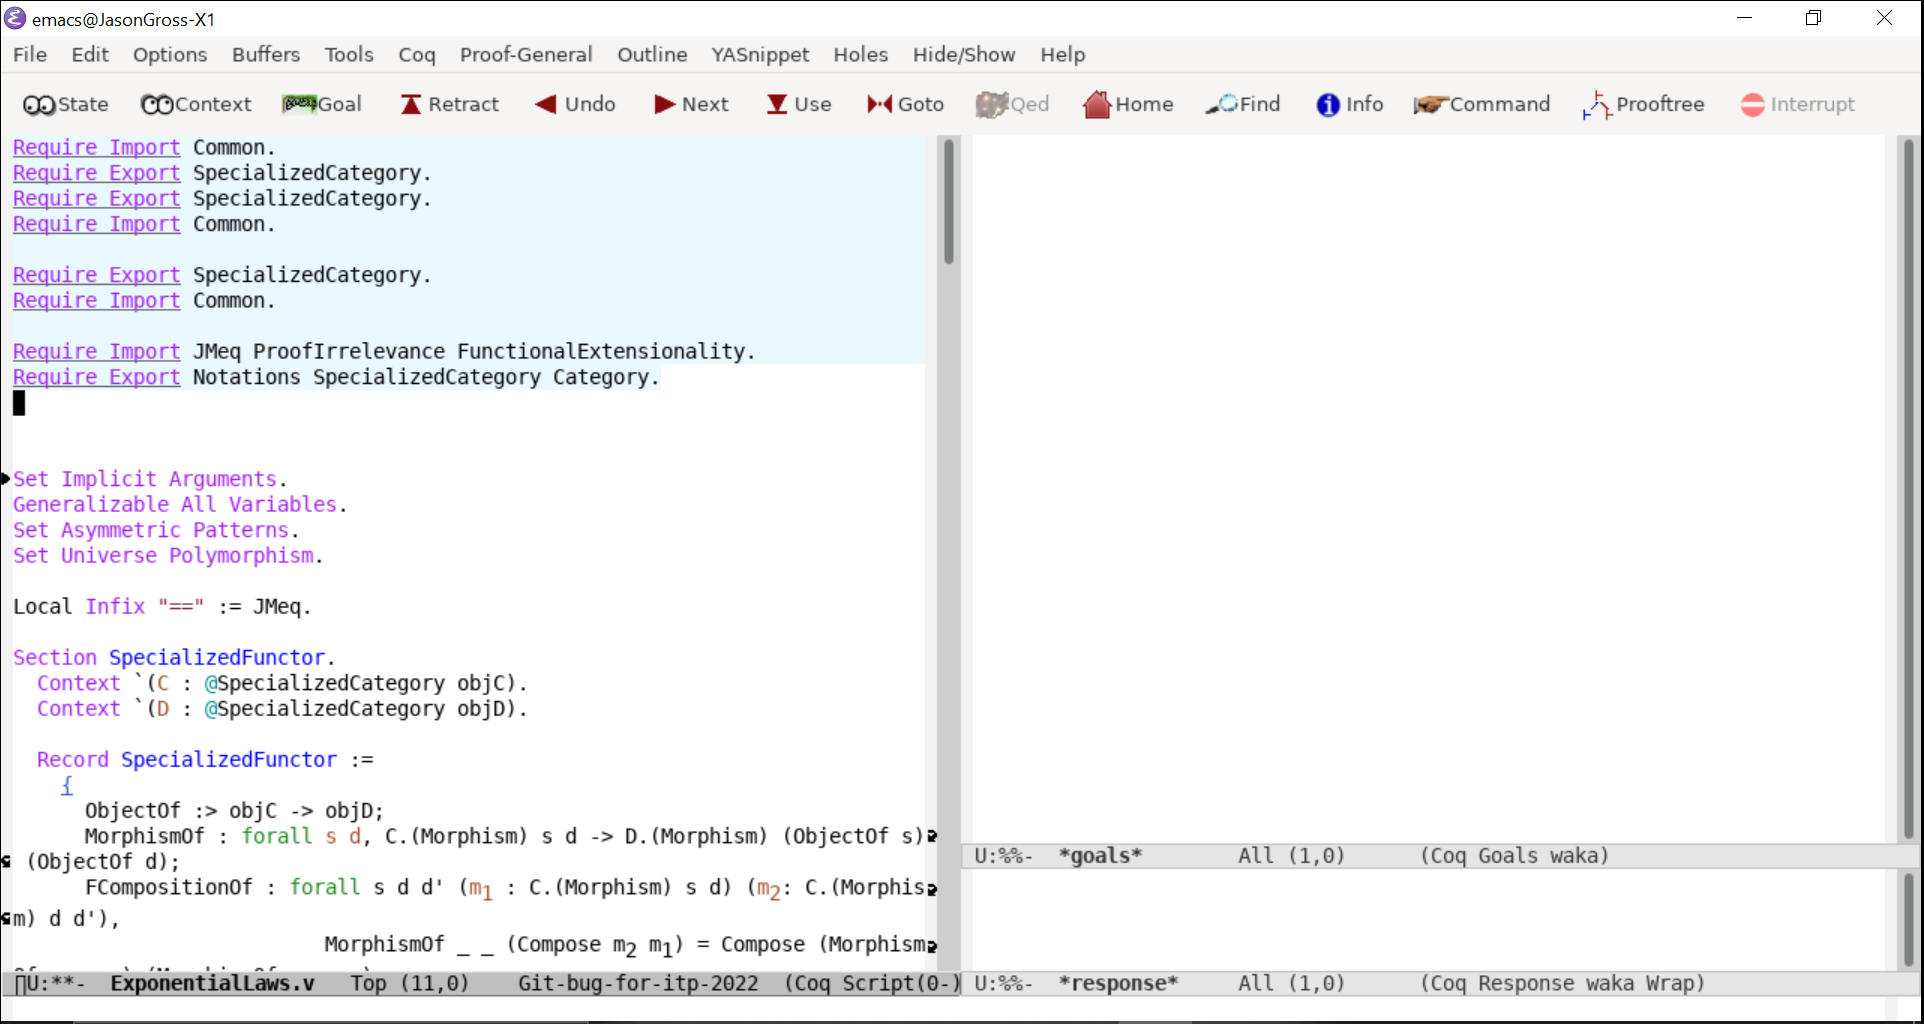 emacs@JasonGross-X1
File Edit Options Buffers Tools Coq Proof-General Outline YASnippet Holes Hide/Show Help
State Context Goal Retract Undo Next Use Goto Qed Home Find Info Command Prooftree Interrupt
Require Import Common.
Require Export SpecializedCategory.
Require Export SpecializedCategory.
Require Import Common.
Require Export SpecializedCategory.
Require Import Common.
Require Import JMeq ProofIrrelevance FunctionalExtensionality.
Require Export Notations SpecializedCategory Category.
Set Implicit Arguments.
Generalizable All Variables.
Set Asymmetric Patterns.
Set Universe Polymorphism.
Local Infix "==" := JMeq.
Section SpecializedFunctor.
Context `(C : @SpecializedCategory objC).
Context `(D : @SpecializedCategory objD).
Record SpecializedFunctor :=
{
ObjectOf :> objC -> objD;
MorphismOf : forall s d, C.(Morphism) s d -> D.(Morphism) (ObjectOf s)
(ObjectOf d);
FCompositionOf : forall s d d' (m1 : C.(Morphism) s d) (m2: C.(Morphis
m) d d'),
MorphismOf _ _ (Compose m2 m1) = Compose (Morphism
U:**- ExponentialLaws.v Top (11,0) Git-bug-for-itp-2022 (Coq Script(0-)
U:%%- *goals* All (1,0) (Coq Goals waka)
U:%%- *response* All (1,0) (Coq Response waka Wrap)